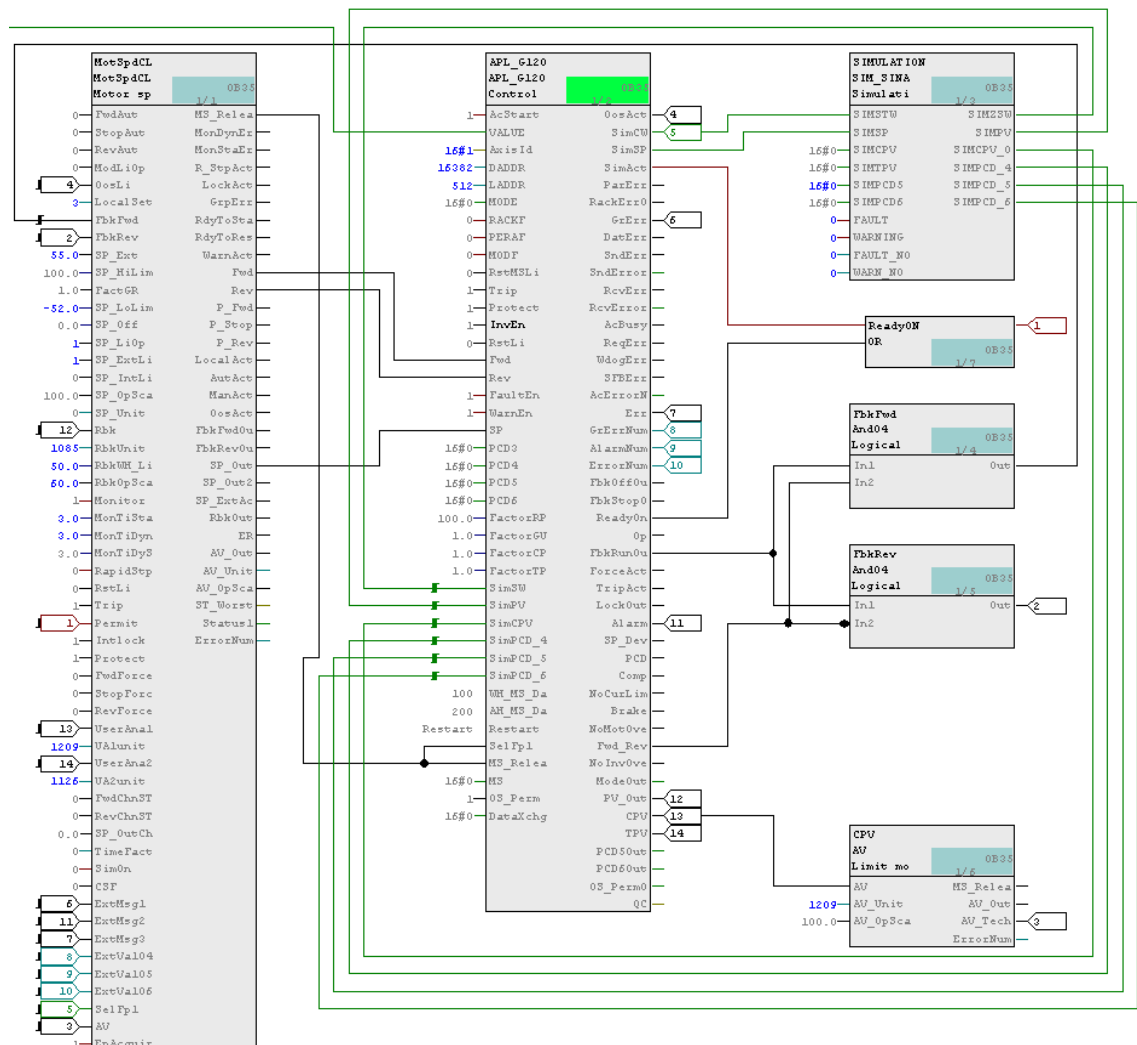 MotSpdCL
MotSpdCL
Motor sp OB35
1/1
0 FwdAut MS_Relea
0 StopAut MonDynEr
0 RevAut MonStaEr
0 ModLiOp R_StpAct
4 OosLi LockAct
3 LocalSet GrpErr
FbkFwd RdyToSta
2 FbkRev RdyToRes
55.0 SP_Ext WarnAct
100.0 SP_HiLim Fwd
1.0 FactGR Rev
-52.0 SP_LoLim P_Fwd
0.0 SP_Off P_Stop
1 SP_LiOp P_Rev
1 SP_ExtLi LocalAct
0 SP_IntLi AutAct
100.0 SP_OpSca ManAct
0 SP_Unit OosAct
12 Rbk FbkFwdOu
1085 RbkUnit FbkRevOu
50.0 RbkWH_Li SP_Out
60.0 RbkOpSca SP_Out2
1 Monitor SP_ExtAc
3.0 MonTiSta RbkOut
3.0 MonTiDyn ER
3.0 MonTiDyS AV_Out
0 RapidStp AV_Unit
0 RstLi AV_OpSca
1 Trip ST_Worst
1 Permit Status1
1 Intlock ErrorNum
1 Protect
0 FwdForce
0 StopForc
0 RevForce
13 UserAna1
1209 UA1unit
14 UserAna2
1126 UA2unit
0 FwdChnST
0 RevChnST
0.0 SP_OutCh
0 TimeFact
0 SimOn
0 CSF
6 ExtMsg1
11 ExtMsg2
7 ExtMsg3
8 ExtVal04
9 ExtVal05
10 ExtVal06
5 SelFp1
3 AV
1 EnAcquir
APL_G120
APL_G120
Control OB35
1/2
1 AcStart OosAct 4
VALUE SimCW 5
16#1 AxisId SimSP
16382 DADDR SimAct
512 LADDR ParErr
16#0 MODE RackErr0
0 RACKF GrErr 6
0 PERAF DatErr
0 MODF SndErr
0 RstMSLi SndError
1 Trip RcvErr
1 Protect RcvError
1 InvEn AcBusy
0 RstLi ReqErr
Fwd WdogErr
Rev SFBErr
1 FaultEn AcErrorN
1 WarnEn Err 7
SP GrErrNum 8
16#0 PCD3 AlarmNum 9
16#0 PCD4 ErrorNum 10
16#0 PCD5 FbkOffOu
16#0 PCD6 FbkStopO
100.0 FactorRP ReadyOn
1.0 FactorGU Op
1.0 FactorCP FbkRunOu
1.0 FactorTP ForceAct
SimSW TripAct
SimPV LockOut
SimCPV Alarm 11
SimPCD_4 SP_Dev
SimPCD_5 PCD
SimPCD_6 Comp
100 WH_MS_Da NoCurLim
200 AH_MS_Da Brake
Restart Restart NoMotOve
SelFp1 Fwd_Rev
MS_Relea NoInvOve
16#0 MS ModeOut
1 OS_Perm PV_Out 12
16#0 DataXchg CPV 13
TPV 14
PCD5Out
PCD6Out
OS_PermO
QC
SIMULATION
SIM_SINA
Simulati OB35
1/3
SIMSTW SIMZSW
SIMSP SIMPV
16#0 SIMCPV SIMCPV_0
16#0 SIMTPV SIMPCD_4
16#0 SIMPCD5 SIMPCD_5
16#0 SIMPCD6 SIMPCD_6
0 FAULT
0 WARNING
0 FAULT_NO
0 WARN_NO
ReadyON 1
OR OB35
1/7
FbkFwd
And04
Logical OB35
1/4
In1 Out
In2
FbkRev
And04
Logical OB35
1/5
In1 Out 2
In2
CPV
AV
Limit mo OB35
1/6
AV MS_Relea
1209 AV_Unit AV_Out
100.0 AV_OpSca AV_Tech 3
ErrorNum